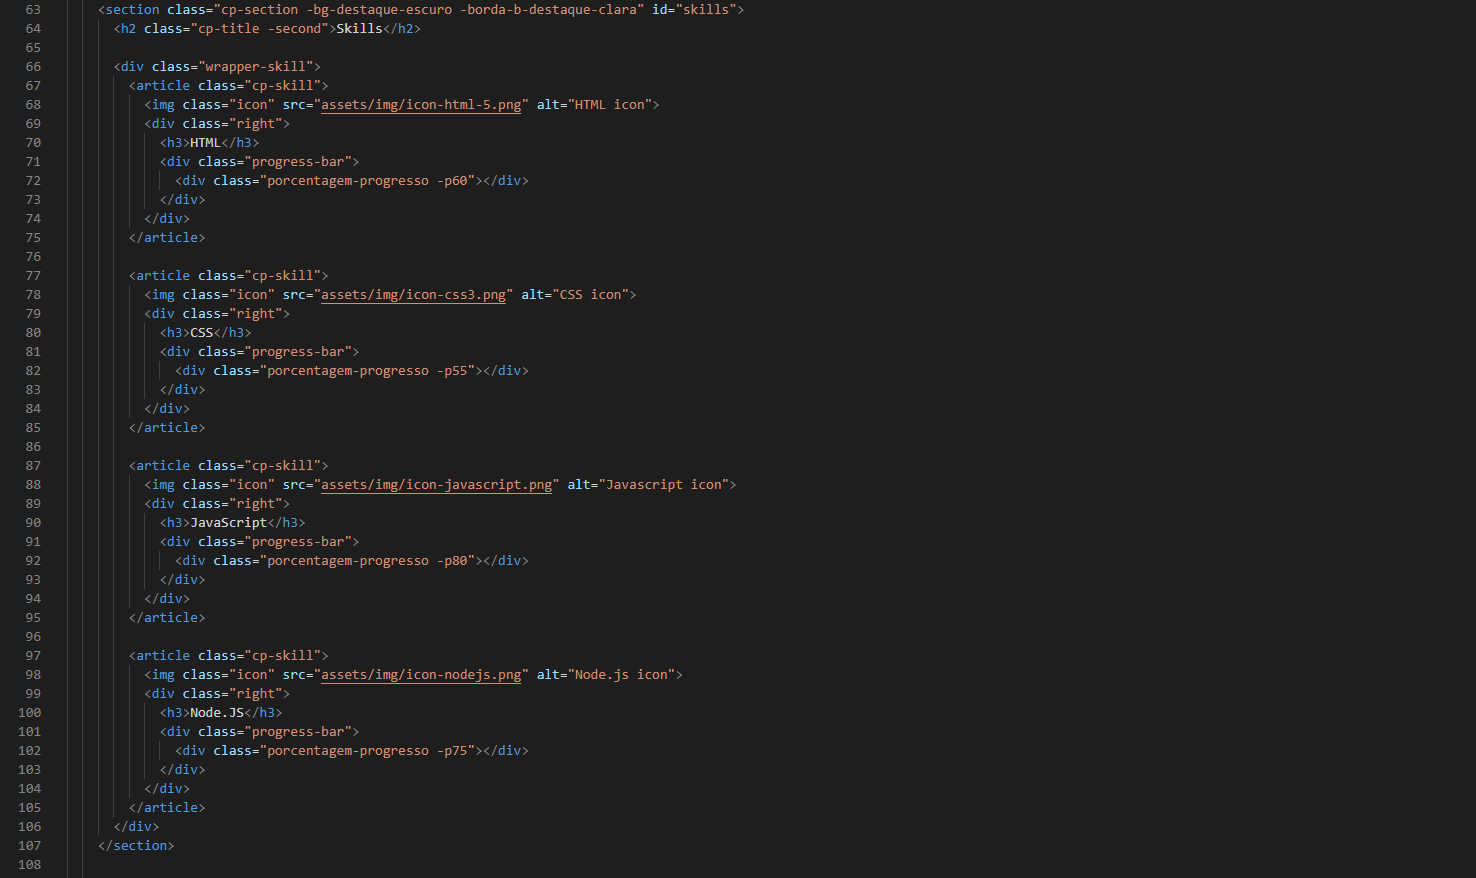 63 <section class="cp-section -bg-destaque-escuro -borda-b-destaque-clara" id="skills">
64 <h2 class="cp-title -second">Skills</h2>
65
66 <div class="wrapper-skill">
67 <article class="cp-skill">
68 <img class="icon" src="assets/img/icon-html-5.png" alt="HTML icon">
69 <div class="right">
70 <h3>HTML</h3>
71 <div class="progress-bar">
72 <div class="porcentagem-progresso -p60"></div>
73 </div>
74 </div>
75 </article>
76
77 <article class="cp-skill">
78 <img class="icon" src="assets/img/icon-css3.png" alt="CSS icon">
79 <div class="right">
80 <h3>CSS</h3>
81 <div class="progress-bar">
82 <div class="porcentagem-progresso -p55"></div>
83 </div>
84 </div>
85 </article>
86
87 <article class="cp-skill">
88 <img class="icon" src="assets/img/icon-javascript.png" alt="Javascript icon">
89 <div class="right">
90 <h3>JavaScript</h3>
91 <div class="progress-bar">
92 <div class="porcentagem-progresso -p80"></div>
93 </div>
94 </div>
95 </article>
96
97 <article class="cp-skill">
98 <img class="icon" src="assets/img/icon-nodejs.png" alt="Node.js icon">
99 <div class="right">
100 <h3>Node.JS</h3>
101 <div class="progress-bar">
102 <div class="porcentagem-progresso -p75"></div>
103 </div>
104 </div>
105 </article>
106 </div>
107 </section>
108